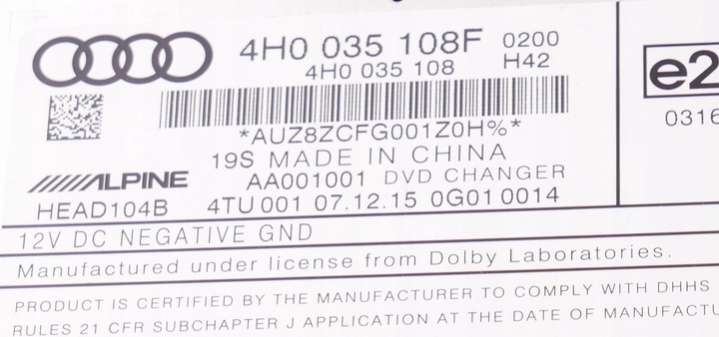 4H0 035 108F 0200
4H0 035 108 H42
e2
0316
*AUZ8ZCFG001Z0H%*
19S MADE IN CHINA
ALPINE AA001001 DVD CHANGER
HEAD104B 4TU 001 07.12.15 0G01 0014
12V DC NEGATIVE GND
Manufactured under license from Dolby Laboratories.
PRODUCT IS CERTIFIED BY THE MANUFACTURER TO COMPLY WITH DHHS
RULES 21 CFR SUBCHAPTER J APPLICATION AT THE DATE OF MANUFACTU